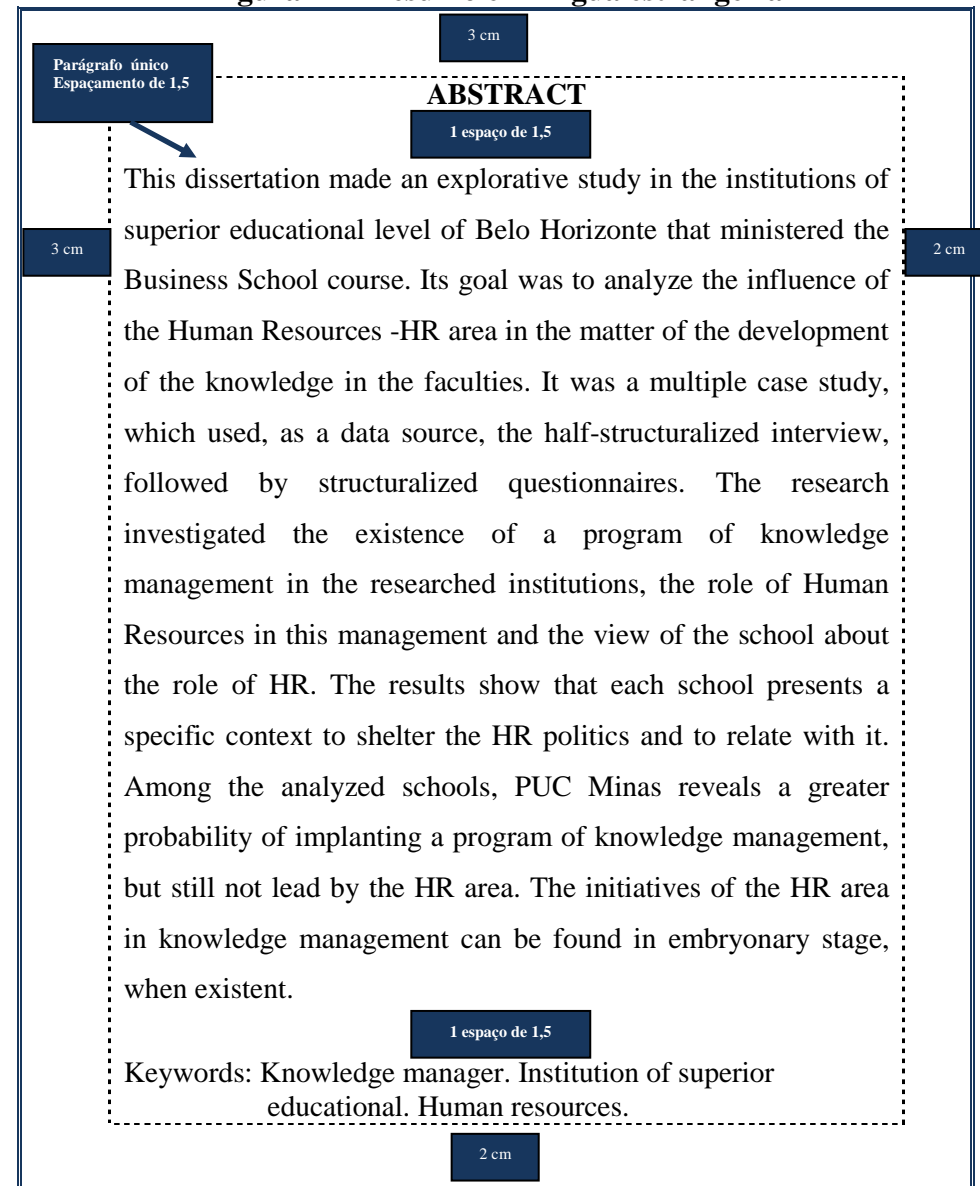 3 cm
Parágrafo único
Espaçamento de 1,5
ABSTRACT
1 espaço de 1,5
This dissertation made an explorative study in the institutions of
superior educational level of Belo Horizonte that ministered the
3 cm
2 cm
Business School course. Its goal was to analyze the influence of
the Human Resources -HR area in the matter of the development
of the knowledge in the faculties. It was a multiple case study,
which used, as a data source, the half-structuralized interview,
followed by structuralized questionnaires. The research
investigated the existence of a program of knowledge
management in the researched institutions, the role of Human
Resources in this management and the view of the school about
the role of HR. The results show that each school presents a
specific context to shelter the HR politics and to relate with it.
Among the analyzed schools, PUC Minas reveals a greater
probability of implanting a program of knowledge management,
but still not lead by the HR area. The initiatives of the HR area
in knowledge management can be found in embryonary stage,
when existent.
1 espaço de 1,5
Keywords: Knowledge manager. Institution of superior
educational. Human resources.
2 cm